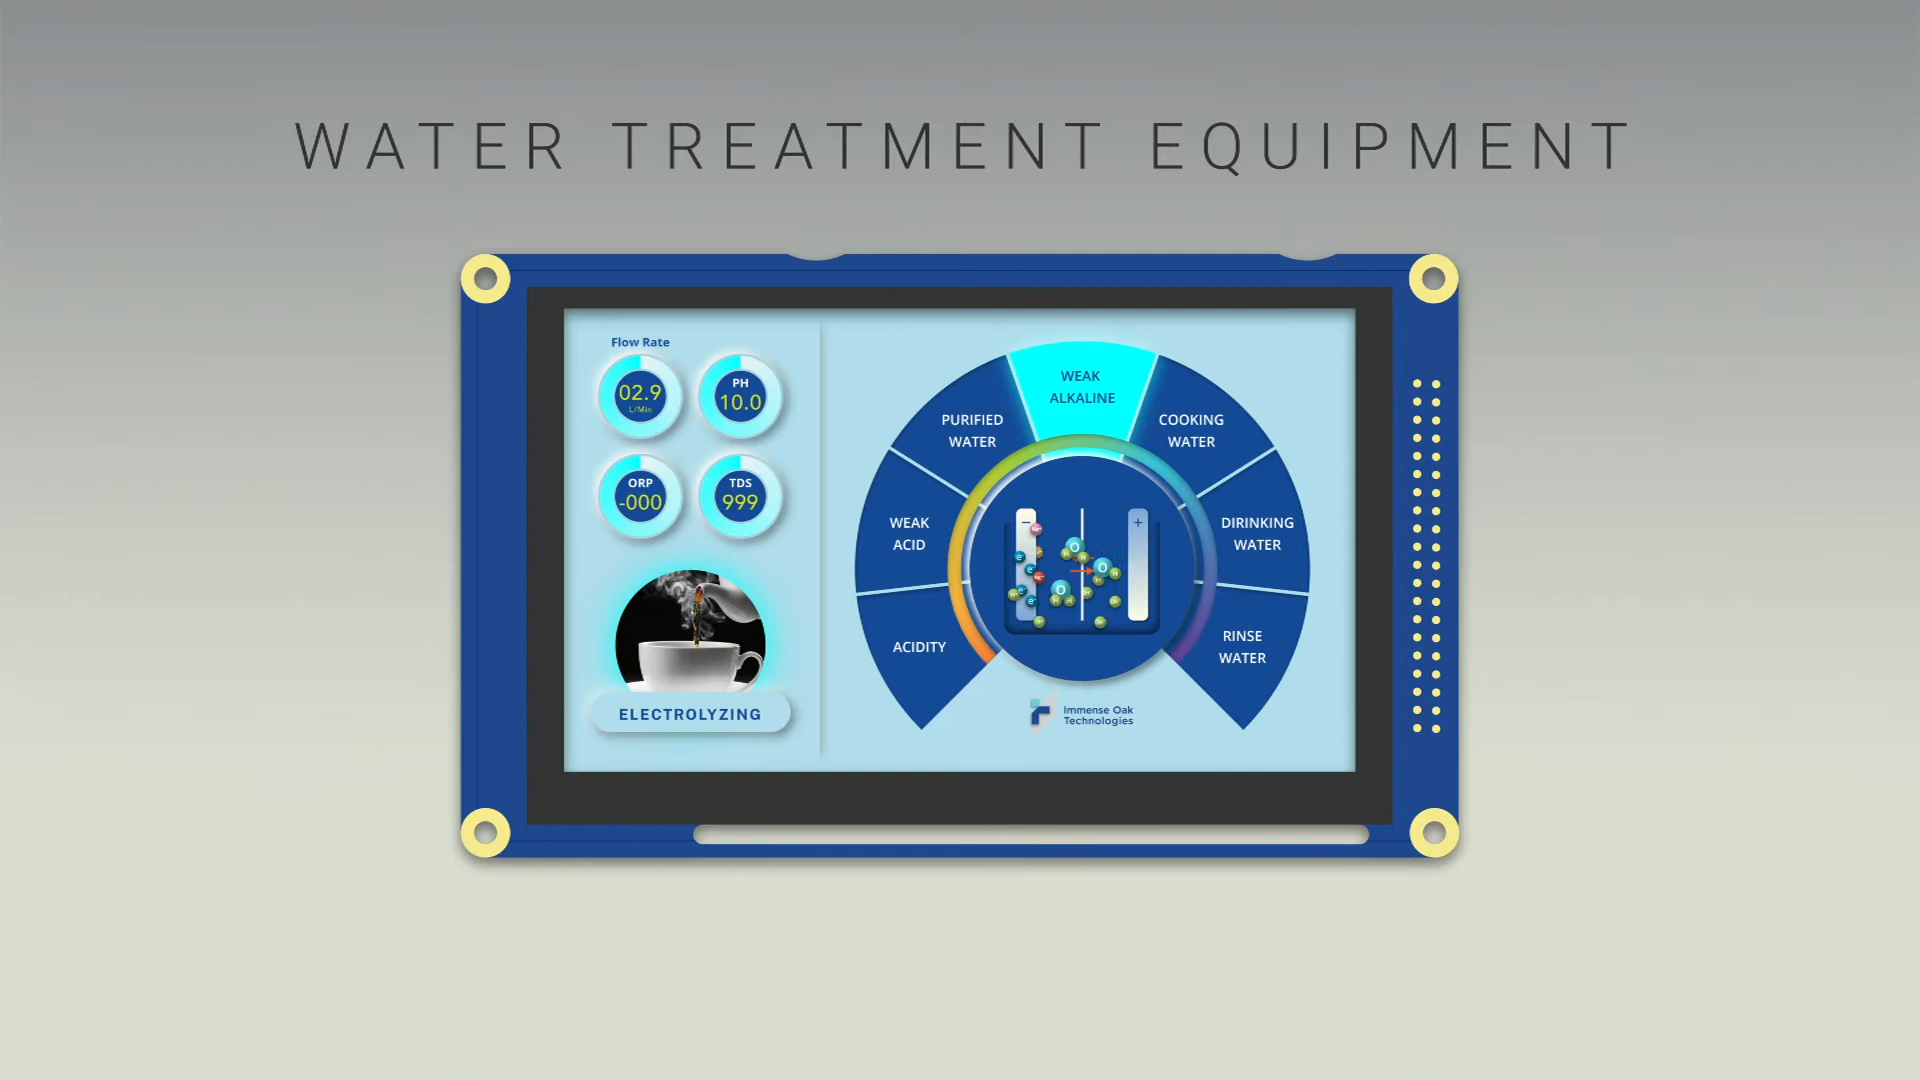 WATER TREATMENT EQUIPMENT
Flow Rate
02.9
L/Min
PH
10.0
ORP
-000
TDS
999
ELECTROLYZING
WEAK
ALKALINE
PURIFIED
WATER
COOKING
WATER
WEAK
ACID
DIRINKING
WATER
ACIDITY
RINSE
WATER
−
+
O
H
H
O
H
H
O
H
H
e⁻
e⁻
e⁻
e⁻
Immense Oak
Technologies